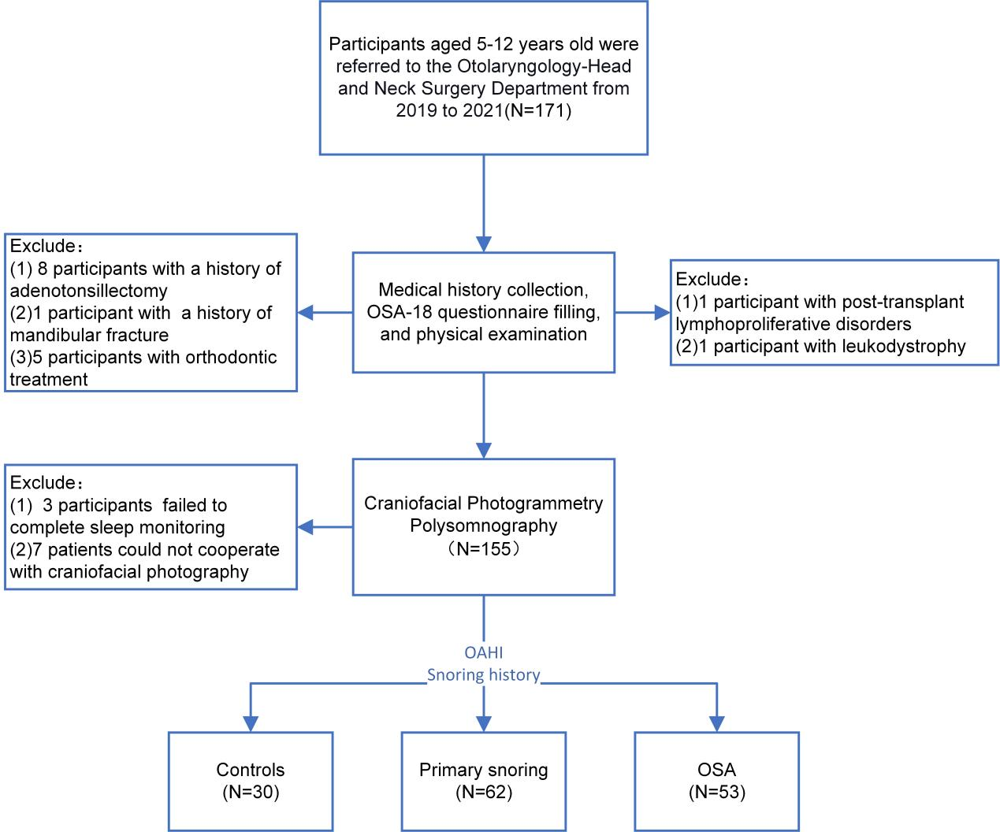 Participants aged 5-12 years old were
referred to the Otolaryngology-Head
and Neck Surgery Department from
2019 to 2021(N=171)
Exclude：
(1) 8 participants with a history of
adenotonsillectomy
(2)1 participant with  a history of
mandibular fracture
(3)5 participants with orthodontic
treatment
Medical history collection,
OSA-18 questionnaire filling,
and physical examination
Exclude：
(1)1 participant with post-transplant
lymphoproliferative disorders
(2)1 participant with leukodystrophy
Exclude：
(1)  3 participants  failed to
complete sleep monitoring
(2)7 patients could not cooperate
with craniofacial photography
Craniofacial Photogrammetry
Polysomnography
（N=155）
OAHI
Snoring history
Controls
(N=30)
Primary snoring
(N=62)
OSA
(N=53)